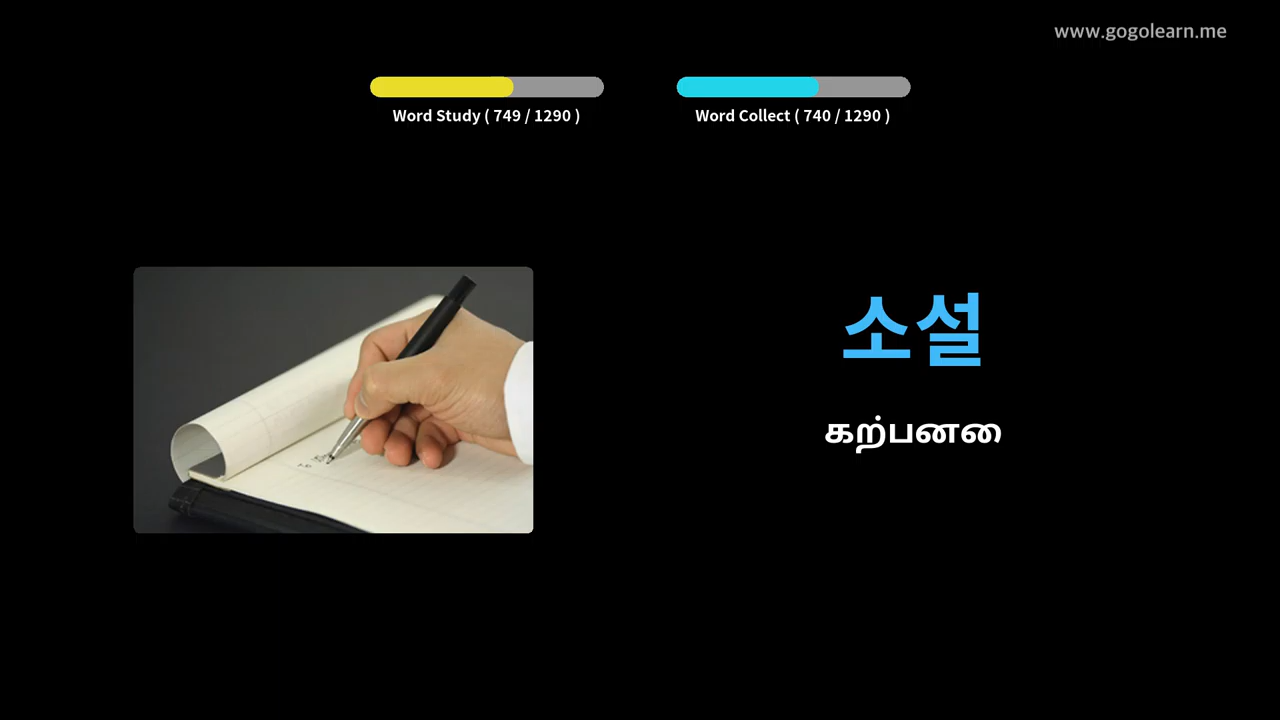 www.gogolearn.me
Word Study ( 749 / 1290 )
Word Collect ( 740 / 1290 )
소설
கற்பனை